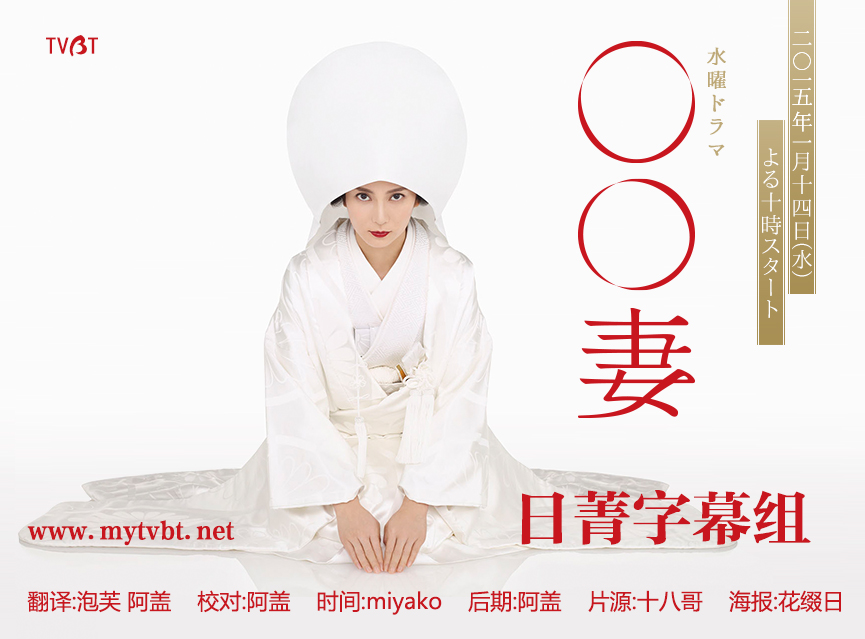 TVBT
水曜ドラマ
〇〇妻
二〇一五年一月十四日(水)
よる十時スタート
日菁字幕组
www.mytvbt.net
翻译:泡芙 阿盖 校对:阿盖 时间:miyako 后期:阿盖 片源:十八哥 海报:花缀日